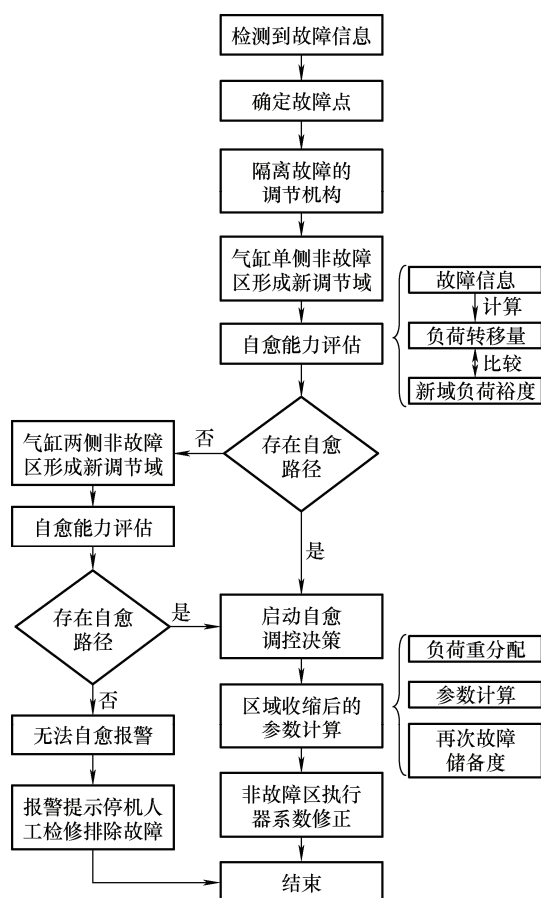 检测到故障信息
确定故障点
隔离故障的
调节机构
气缸单侧非故障
区形成新调节域
自愈能力评估
故障信息
计算
负荷转移量
比较
新域负荷裕度
存在自愈
路径
否
是
气缸两侧非故障
区形成新调节域
自愈能力评估
存在自愈
路径
是
否
启动自愈
调控决策
区域收缩后的
参数计算
负荷重分配
参数计算
再次故障
储备度
无法自愈报警
报警提示停机人
工检修排除故障
非故障区执行
器系数修正
结束